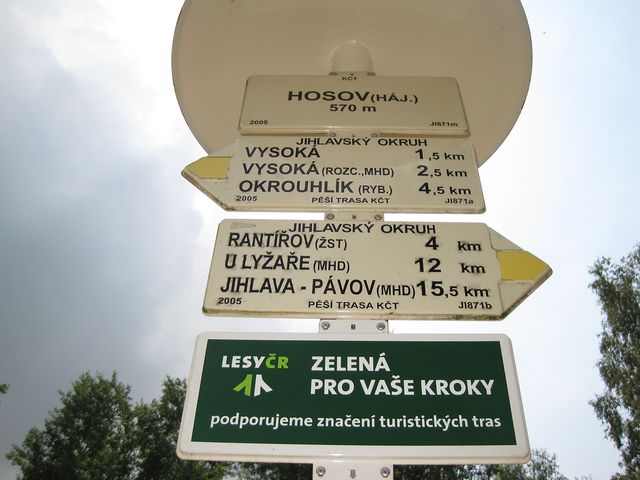 KČT
HOSOV (HÁJ.)
570 m
2005 JI871m
JIHLAVSKÝ OKRUH
VYSOKÁ 1,5 km
VYSOKÁ (ROZC.,MHD) 2,5 km
OKROUHLÍK (RYB.) 4,5 km
2005 PĚŠÍ TRASA KČT JI871a
JIHLAVSKÝ OKRUH
RANTÍŘOV (ŽST) 4 km
U LYŽAŘE (MHD) 12 km
JIHLAVA - PÁVOV (MHD) 15,5 km
2005 PĚŠÍ TRASA KČT JI871b
LESY ČR
ZELENÁ
PRO VAŠE KROKY
podporujeme značení turistických tras